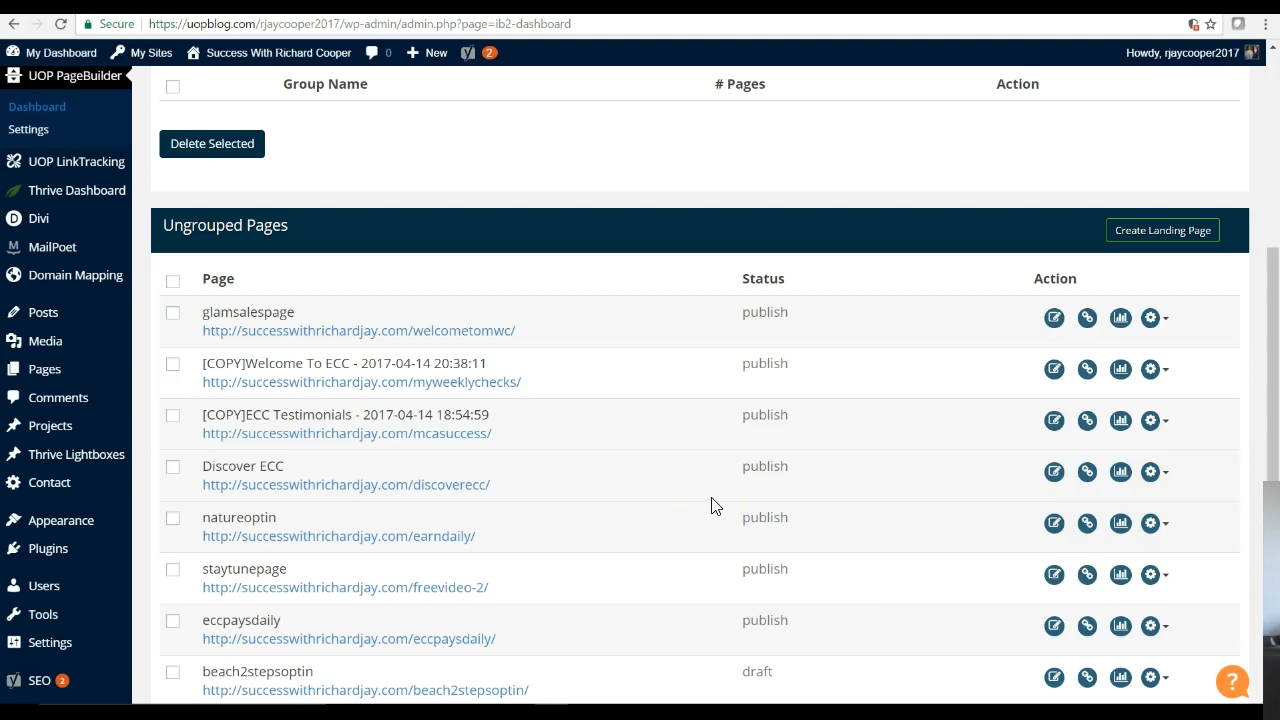 Secure https://uopblog.com/rjaycooper2017/wp-admin/admin.php?page=ib2-dashboard
My Dashboard My Sites Success With Richard Cooper 0 New 2 Howdy, rjaycooper2017
UOP PageBuilder
Dashboard
Settings
UOP LinkTracking
Thrive Dashboard
Divi
MailPoet
Domain Mapping
Posts
Media
Pages
Comments
Projects
Thrive Lightboxes
Contact
Appearance
Plugins
Users
Tools
Settings
SEO 2
Group Name # Pages Action
Delete Selected
Ungrouped Pages Create Landing Page
Page Status Action
glamsalespage publish
http://successwithrichardjay.com/welcometomwc/
[COPY]Welcome To ECC - 2017-04-14 20:38:11 publish
http://successwithrichardjay.com/myweeklychecks/
[COPY]ECC Testimonials - 2017-04-14 18:54:59 publish
http://successwithrichardjay.com/mcasuccess/
Discover ECC publish
http://successwithrichardjay.com/discoverecc/
natureoptin publish
http://successwithrichardjay.com/earndaily/
staytunepage publish
http://successwithrichardjay.com/freevideo-2/
eccpaysdaily publish
http://successwithrichardjay.com/eccpaysdaily/
beach2stepsoptin draft
http://successwithrichardjay.com/beach2stepsoptin/
?